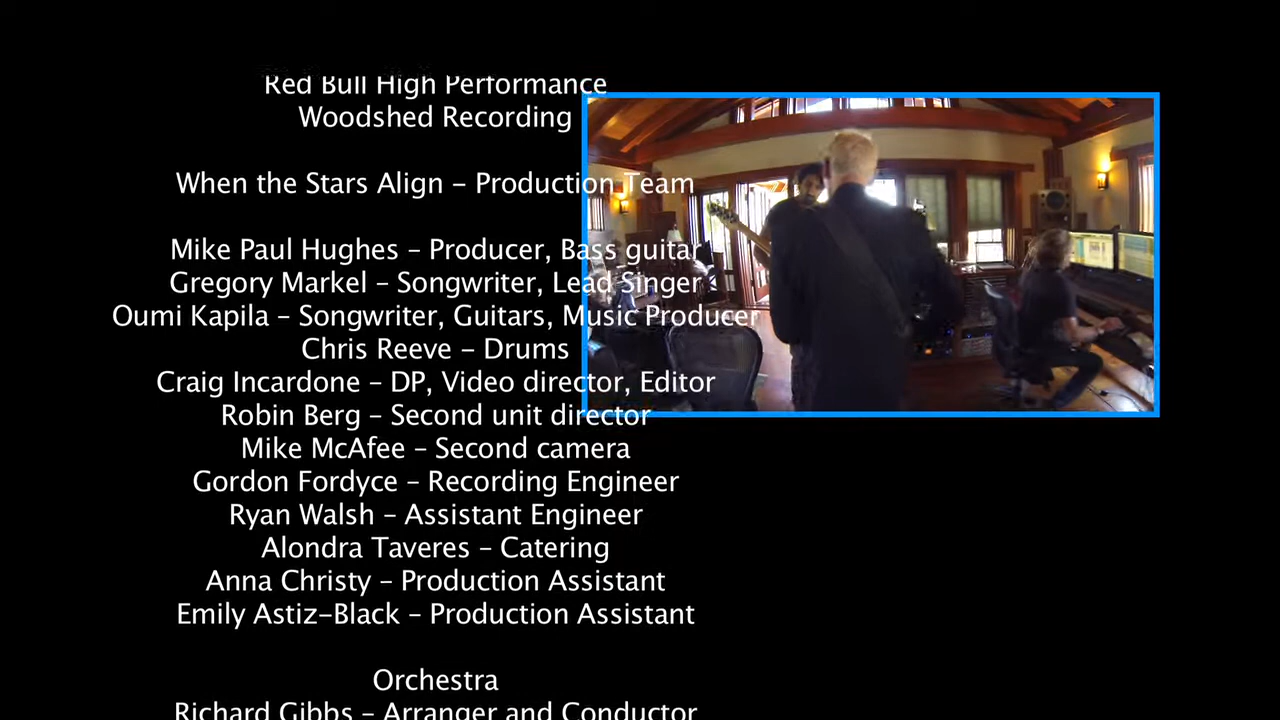 Red Bull High Performance
Woodshed Recording
When the Stars Align – Production Team
Mike Paul Hughes – Producer, Bass guitar
Gregory Markel – Songwriter, Lead Singer
Oumi Kapila – Songwriter, Guitars, Music Producer
Chris Reeve – Drums
Craig Incardone – DP, Video director, Editor
Robin Berg – Second unit director
Mike McAfee – Second camera
Gordon Fordyce – Recording Engineer
Ryan Walsh – Assistant Engineer
Alondra Taveres – Catering
Anna Christy – Production Assistant
Emily Astiz-Black – Production Assistant
Orchestra
Richard Gibbs – Arranger and Conductor